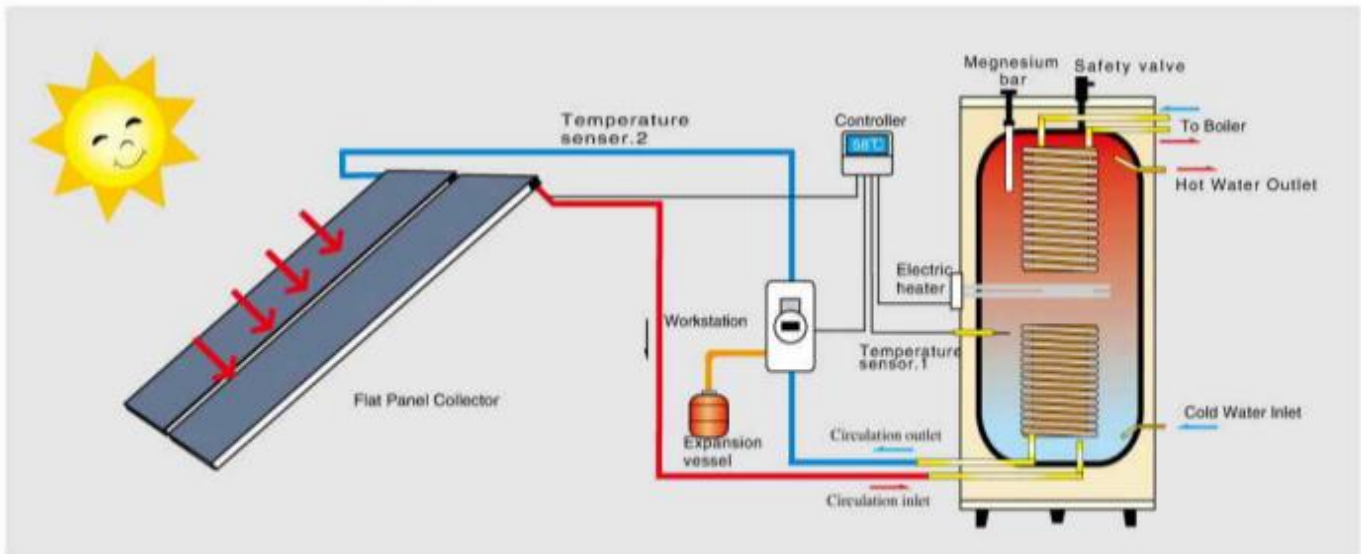 Megnesium
bar
Safety valve
Temperature
senser.2
Controller
58℃
To Boiler
Hot Water Outlet
Electric
heater
Workstation
Temperature
sensor.1
Flat Panel Collector
Cold Water Inlet
Expansion
vessel
Circulation outlet
Circulation inlet